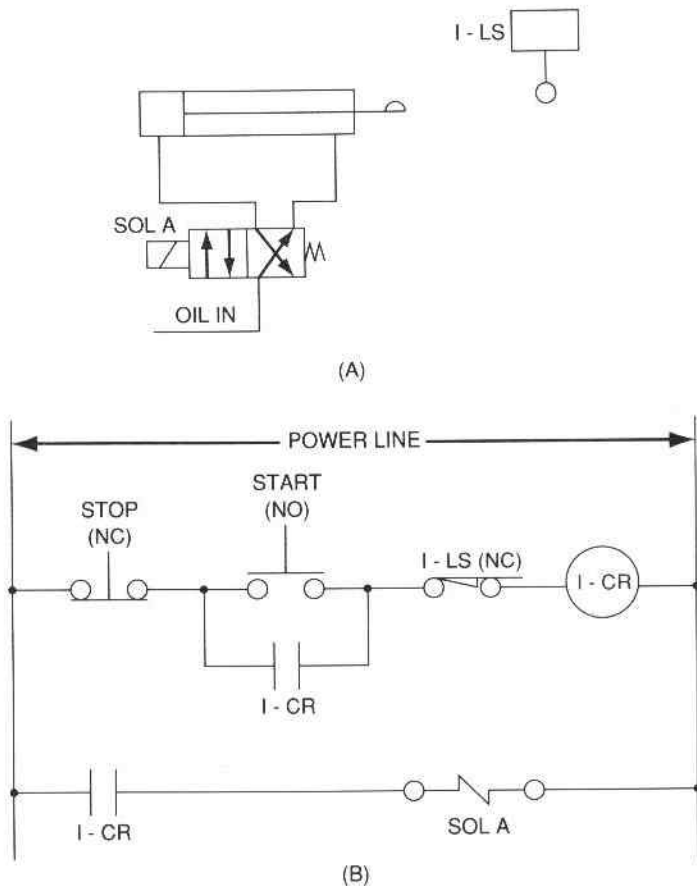 I - LS
SOL A
OIL IN
(A)
POWER LINE
STOP
(NC)
START
(NO)
I - LS (NC)
I - CR
I - CR
I - CR
SOL A
(B)